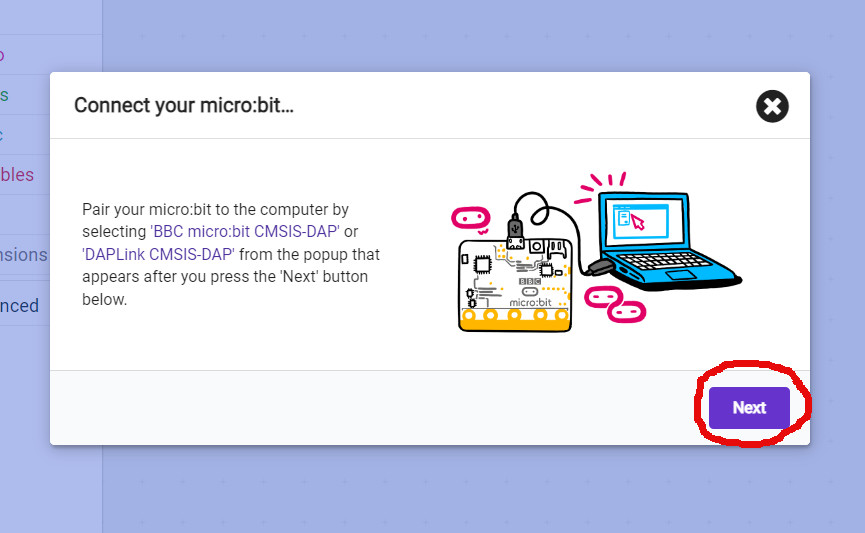 o
s
c
bles
ensions
nced
Connect your micro:bit...
Pair your micro:bit to the computer by
selecting 'BBC micro:bit CMSIS-DAP' or
'DAPLink CMSIS-DAP' from the popup that
appears after you press the 'Next' button
below.
BBC
micro:bit
Next